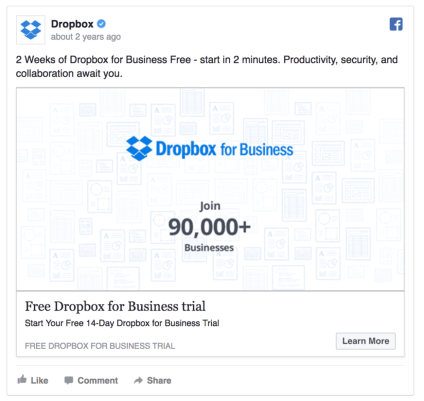 Dropbox
about 2 years ago
2 Weeks of Dropbox for Business Free - start in 2 minutes. Productivity, security, and
collaboration await you.
Dropbox for Business
Join
90,000+
Businesses
Free Dropbox for Business trial
Start Your Free 14-Day Dropbox for Business Trial
FREE DROPBOX FOR BUSINESS TRIAL
Learn More
Like Comment Share